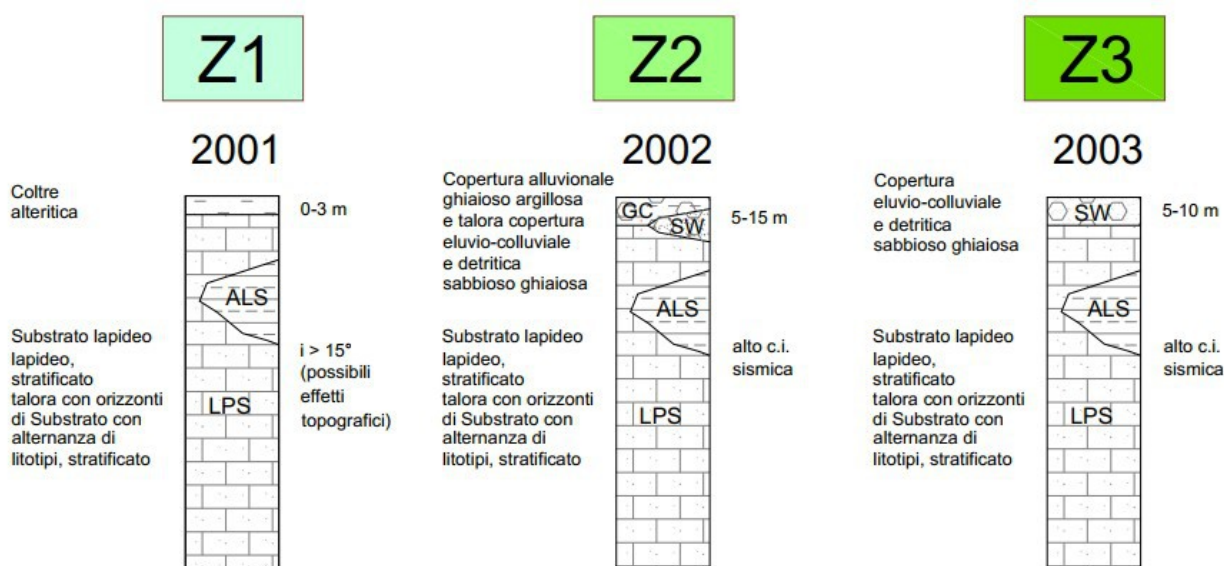 Z1
2001
Coltre
alteritica
0-3 m
ALS
Substrato lapideo
lapideo,
stratificato
talora con orizzonti
di Substrato con
alternanza di
litotipi, stratificato
i > 15°
(possibili
effetti
topografici)
LPS
Z2
2002
Copertura alluvionale
ghiaioso argillosa
e talora copertura
eluvio-colluviale
e detritica
sabbioso ghiaiosa
GC
SW
5-15 m
ALS
Substrato lapideo
lapideo,
stratificato
talora con orizzonti
di Substrato con
alternanza di
litotipi, stratificato
alto c.i.
sismica
LPS
Z3
2003
Copertura
eluvio-colluviale
e detritica
sabbioso ghiaiosa
SW
5-10 m
ALS
Substrato lapideo
lapideo,
stratificato
talora con orizzonti
di Substrato con
alternanza di
litotipi, stratificato
alto c.i.
sismica
LPS